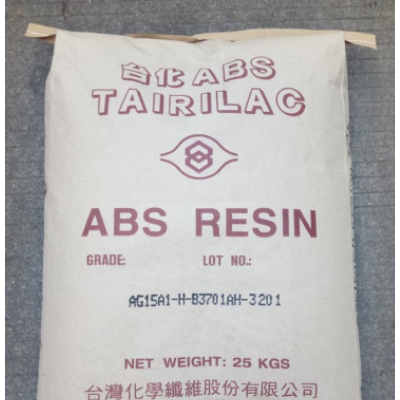 台化ABS
TAIRILAC
ABS RESIN
GRADE: LOT NO.:
AG15A1-H-B3701AH-3201
NET WEIGHT: 25 KGS
台灣化學纖維股份有限公司